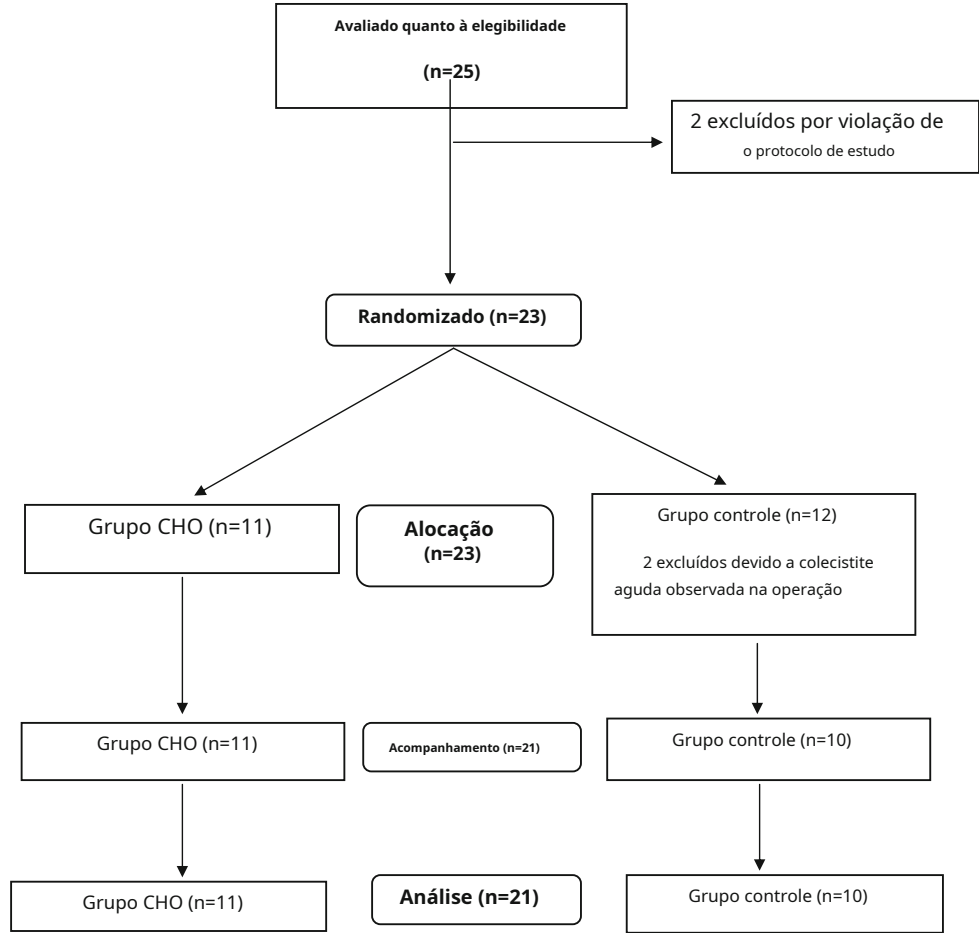 Avaliado quanto à elegibilidade
(n=25)
2 excluídos por violação de
o protocolo de estudo
Randomizado (n=23)
Grupo CHO (n=11)
Alocação
(n=23)
Grupo controle (n=12)
2 excluídos devido a colecistite
aguda observada na operação
Grupo CHO (n=11)
Acompanhamento (n=21)
Grupo controle (n=10)
Grupo CHO (n=11)
Análise (n=21)
Grupo controle (n=10)